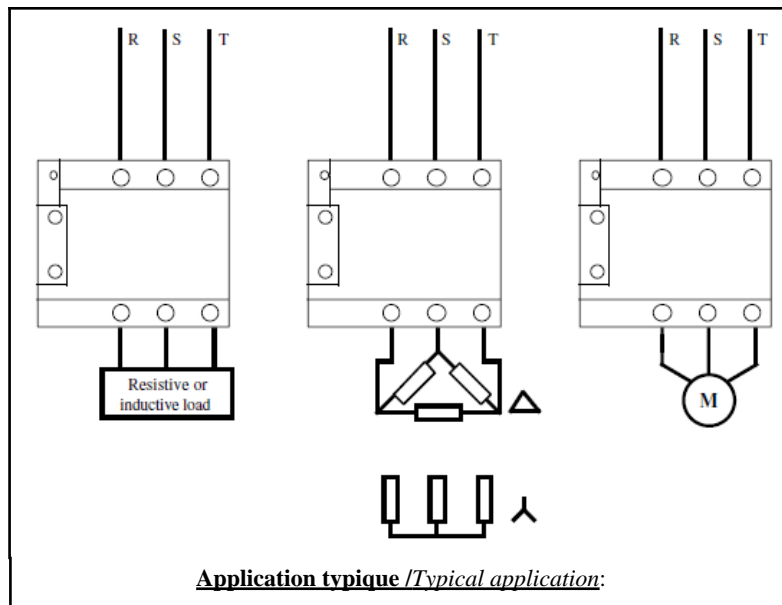 R S T
R S T
R S T
Resistive or
inductive load
M
Application typique /Typical application: